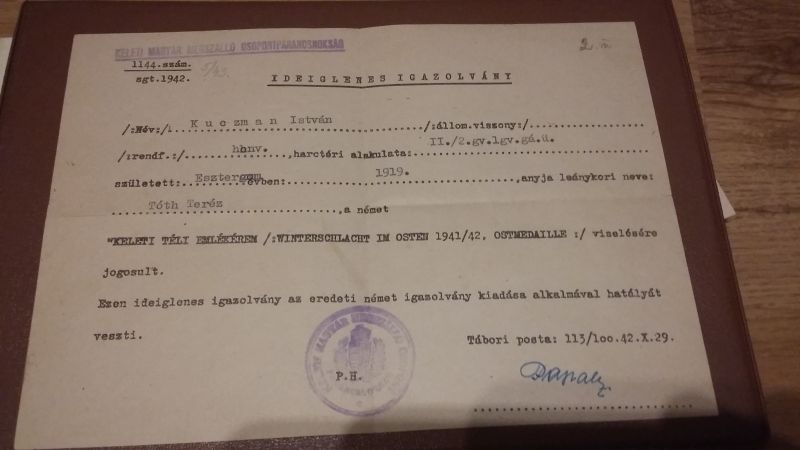 KELETI MAGYAR MEGSZÁLLÓ CSOPORTPARANCSNOKSÁG
2.
1144.szám.
sgt.1942.
IDEIGLENES IGAZOLVÁNY
/:Név:/: Kuczman István /:állom.viszony:/
/:rendf.:/ honv. ,harctéri alakulata: II./2.gv.lgv.gá.ü.
született: Esztergom évben: 1919. ,anyja leánykori neve:
Tóth Teréz ,a német
"KELETI TÉLI EMLÉKÉREM /:WINTERSCHLACHT IM OSTEN 1941/42, OSTMEDAILLE :/ viselésére
jogosult.
Ezen ideiglenes igazolvány az eredeti német igazolvány kiadása alkalmával hatályát
veszti.
Tábori posta: 113/100.42.X.29.
P.H.